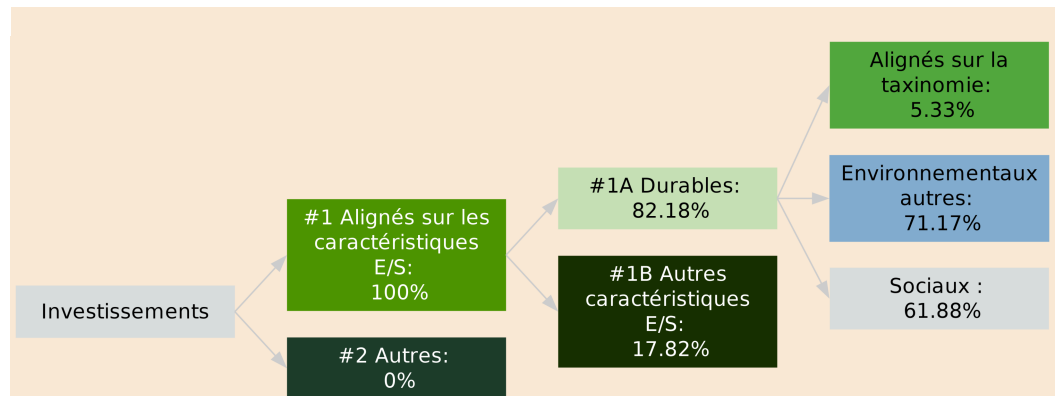 Investissements
#1 Alignés sur les
caractéristiques
E/S:
100%
#2 Autres:
0%
#1A Durables:
82.18%
#1B Autres
caractéristiques
E/S:
17.82%
Alignés sur la
taxinomie:
5.33%
Environnementaux
autres:
71.17%
Sociaux :
61.88%